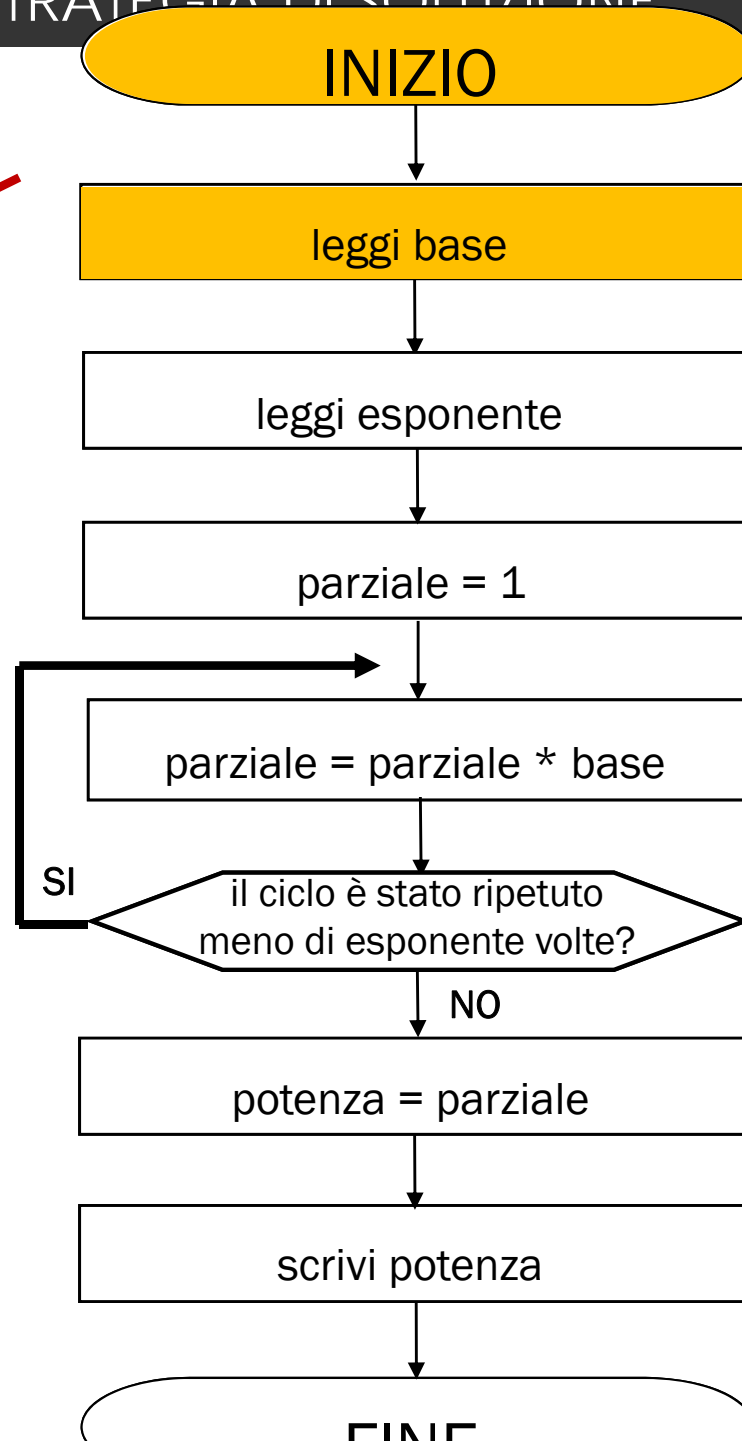 INIZIO
leggi base
leggi esponente
parziale = 1
parziale = parziale * base
SI
il ciclo è stato ripetuto
meno di esponente volte?
NO
potenza = parziale
scrivi potenza
FINE